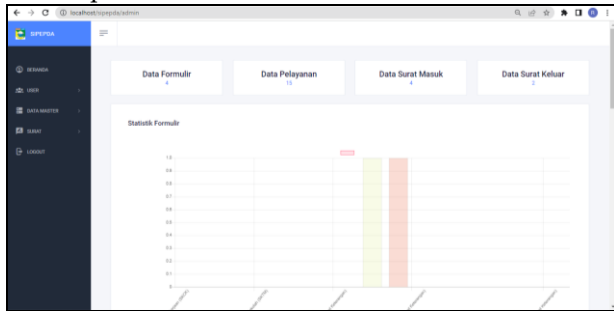 localhost/sipepda/admin
SIPEPDA
BERANDA
USER
DATA MASTER
SURAT
LOGOUT
Data Formulir
4
Data Pelayanan
15
Data Surat Masuk
4
Data Surat Keluar
2
Statistik Formulir
1.0
0.9
0.8
0.7
0.6
0.5
0.4
0.3
0.2
0.1
0